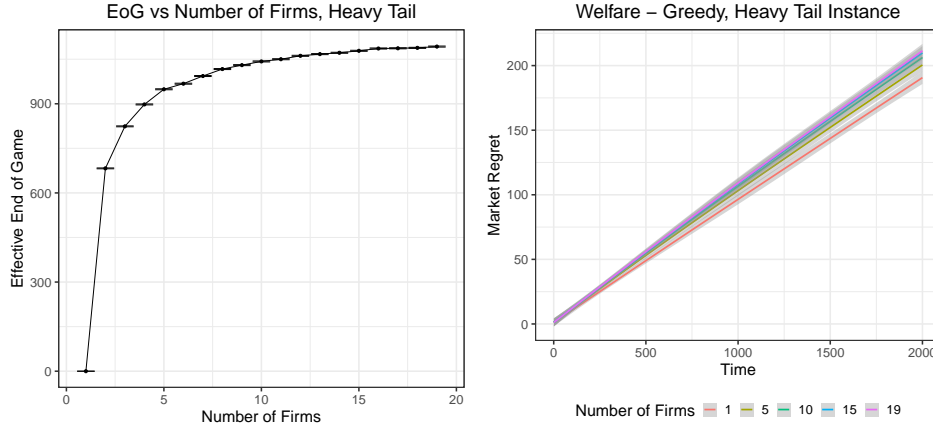 EoG vs Number of Firms, Heavy Tail
Effective End of Game
900
600
300
0
0 5 10 15 20
Number of Firms
Welfare − Greedy, Heavy Tail Instance
Market Regret
200
150
100
50
0
0 500 1000 1500 2000
Time
Number of Firms 1 5 10 15 19